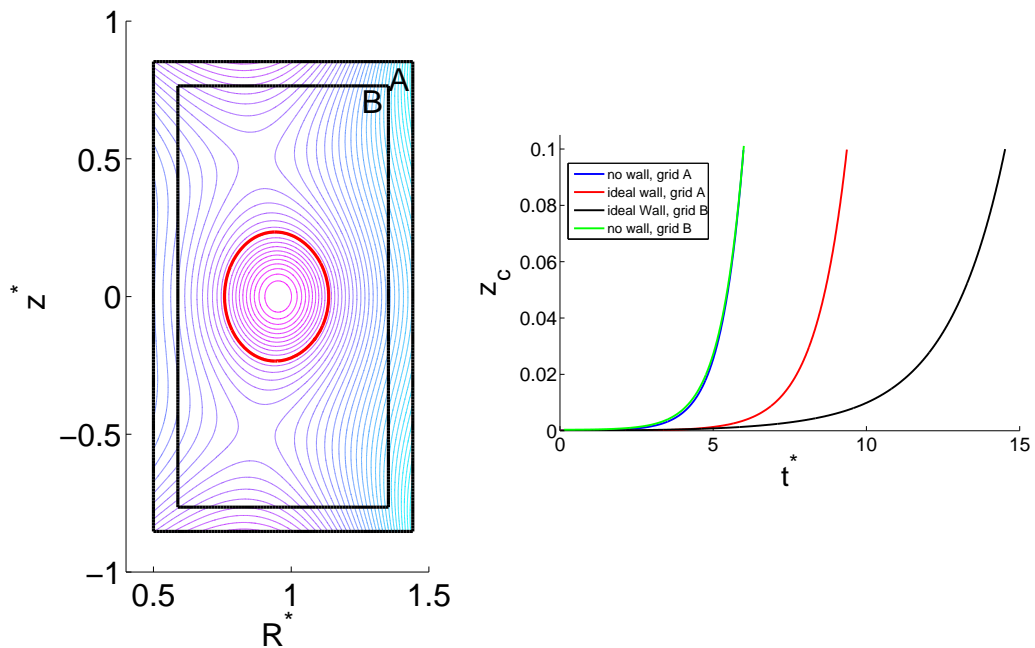 1
0.5
0
−0.5
−1
z*
0.5
1
1.5
R*
A
B
0.1
0.08
0.06
0.04
0.02
0
z_c
0
5
10
15
t*
no wall, grid A
ideal wall, grid A
ideal Wall, grid B
no wall, grid B